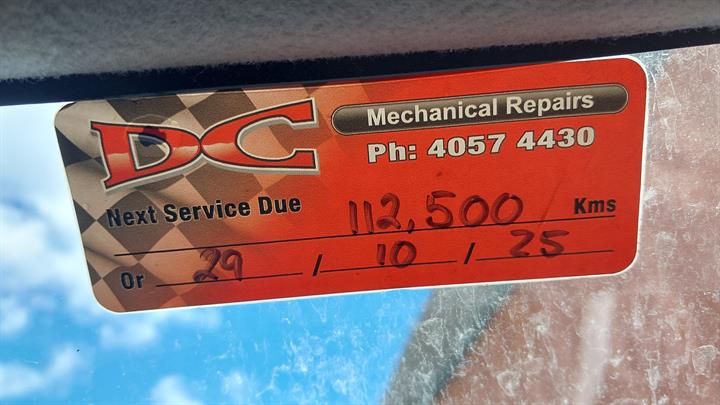 DC
Mechanical Repairs
Ph: 4057 4430
Next Service Due 112,500 Kms
Or 29 / 10 / 25